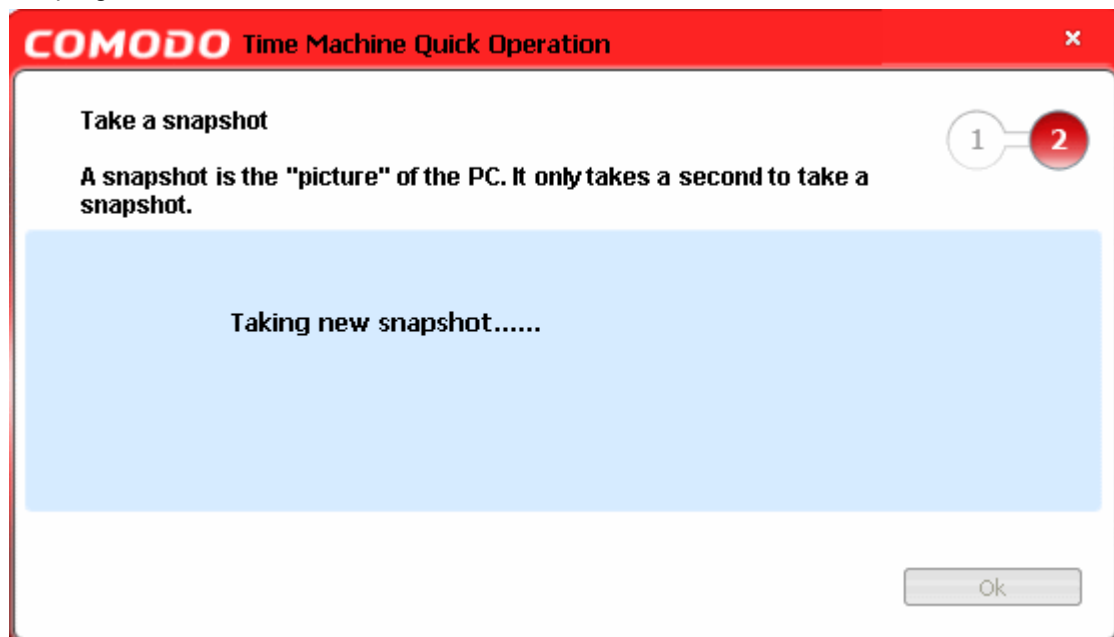 COMODO Time Machine Quick Operation
Take a snapshot
1 2
A snapshot is the "picture" of the PC. It only takes a second to take a
snapshot.
Taking new snapshot......
Ok